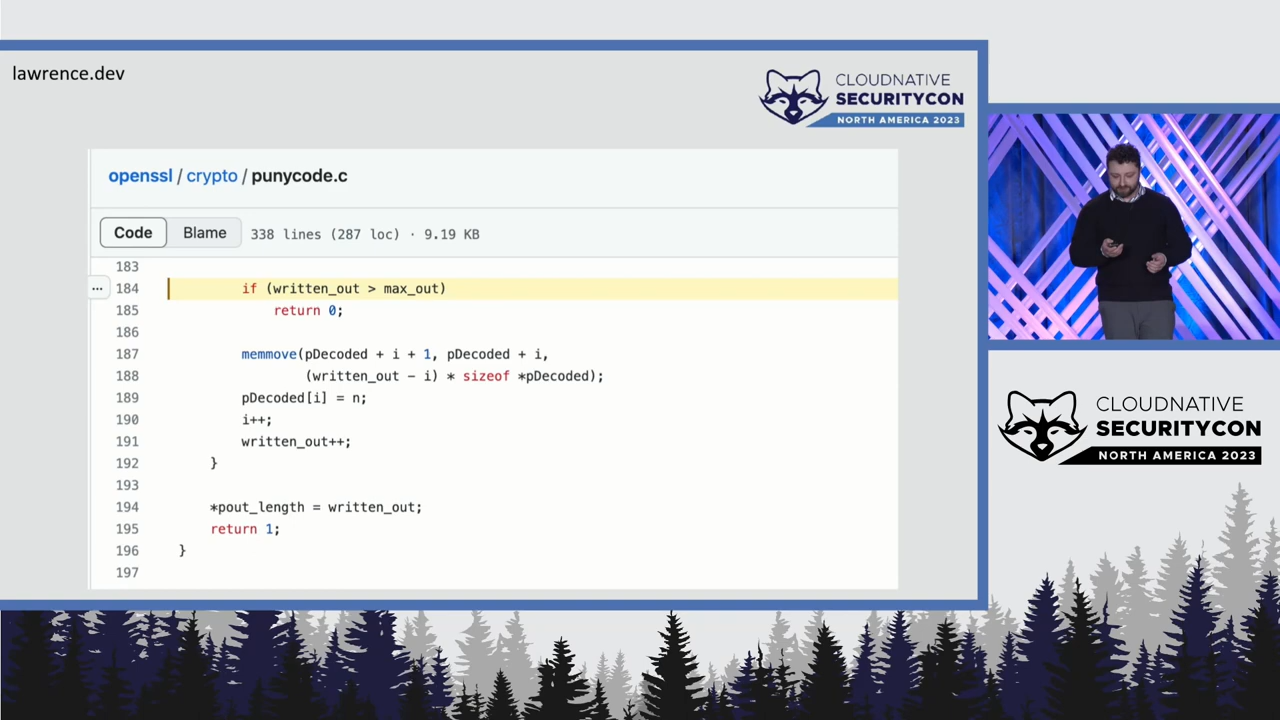 lawrence.dev
CLOUDNATIVE
SECURITYCON
NORTH AMERICA 2023
openssl / crypto / punycode.c
Code Blame 338 lines (287 loc) · 9.19 KB
183
... 184 if (written_out > max_out)
185 return 0;
186
187 memmove(pDecoded + i + 1, pDecoded + i,
188 (written_out - i) * sizeof *pDecoded);
189 pDecoded[i] = n;
190 i++;
191 written_out++;
192 }
193
194 *pout_length = written_out;
195 return 1;
196 }
197
CLOUDNATIVE
SECURITYCON
NORTH AMERICA 2023